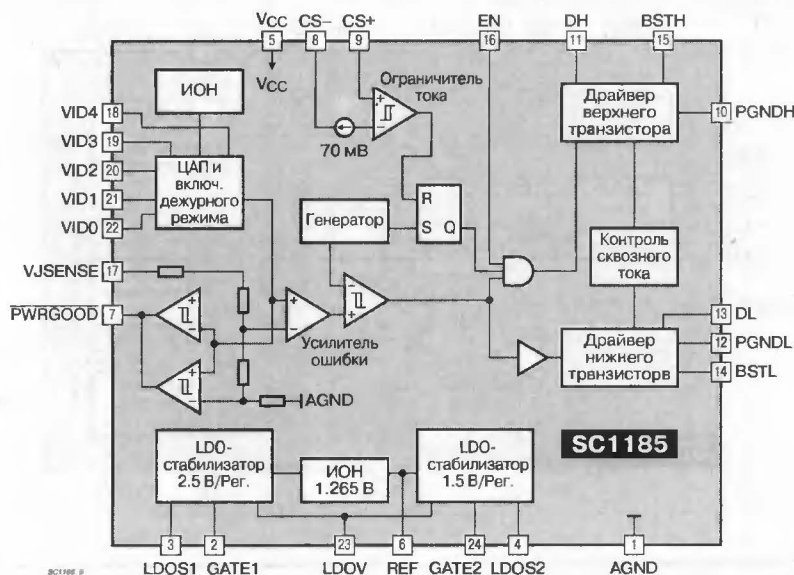 VCC CS− CS+ EN DH BSTH
5 8 9 16 11 15
VCC
ИОН
Ограничитель
тока
70 мВ
Драйвер
верхнего
транзистора
10 PGNDH
VID4 18
VID3 19
VID2 20
VID1 21
VID0 22
ЦАП и
включ.
дежурного
режима
Генератор
R
S Q
Контроль
сквозного
тока
VJSENSE 17
PWRGOOD 7
Усилитель
ошибки
AGND
Драйвер
нижнего
трвнзисторв
13 DL
12 PGNDL
14 BSTL
SC1185
LDO-
стабилизатор
2.5 В/Рег.
ИОН
1.265 В
LDO-
стабилизатор
1.5 В/Рег.
3 2 23 6 24 4 1
LDOS1 GATE1 LDOV REF GATE2 LDOS2 AGND